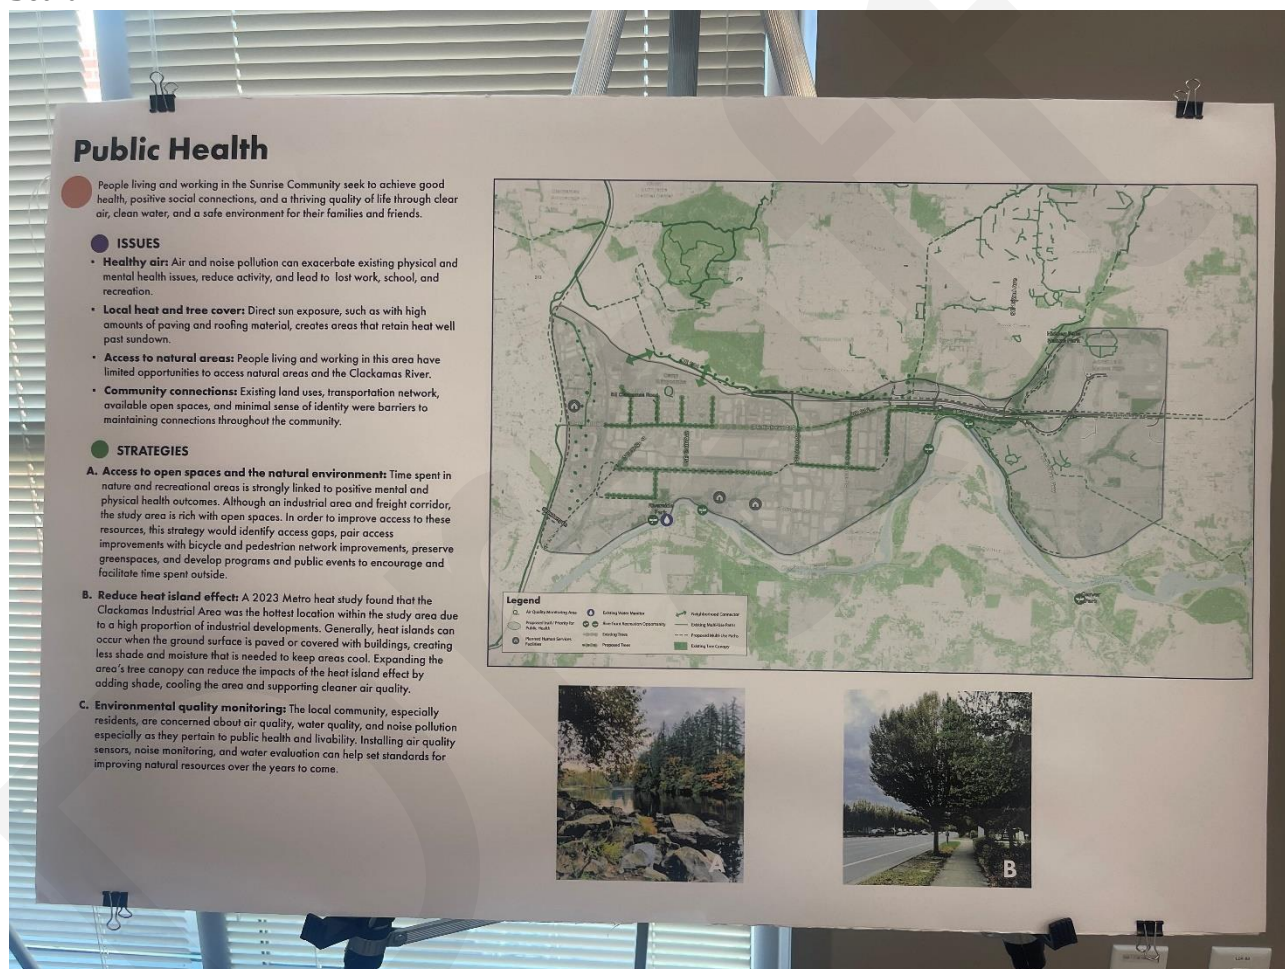 Public Health
People living and working in the Sunrise Community seek to achieve good
health, positive social connections, and a thriving quality of life through clear
air, clean water, and a safe environment for their families and friends.
ISSUES
• Healthy air: Air and noise pollution can exacerbate existing physical and
mental health issues, reduce activity, and lead to lost work, school, and
recreation.
• Local heat and tree cover: Direct sun exposure, such as with high
amounts of paving and roofing material, creates areas that retain heat well
past sundown.
• Access to natural areas: People living and working in this area have
limited opportunities to access natural areas and the Clackamas River.
• Community connections: Existing land uses, transportation network,
available open spaces, and minimal sense of identity were barriers to
maintaining connections throughout the community.
STRATEGIES
A. Access to open spaces and the natural environment: Time spent in
nature and recreational areas is strongly linked to positive mental and
physical health outcomes. Although an industrial area and freight corridor,
the study area is rich with open spaces. In order to improve access to these
resources, this strategy would identify access gaps, pair access
improvements with bicycle and pedestrian network improvements, preserve
greenspaces, and develop programs and public events to encourage and
facilitate time spent outside.
B. Reduce heat island effect: A 2023 Metro heat study found that the
Clackamas Industrial Area was the hottest location within the study area due
to a high proportion of industrial developments. Generally, heat islands can
occur when the ground surface is paved or covered with buildings, creating
less shade and moisture that is needed to keep areas cool. Expanding the
area's tree canopy can reduce the impacts of the heat island effect by
adding shade, cooling the area and supporting cleaner air quality.
C. Environmental quality monitoring: The local community, especially
residents, are concerned about air quality, water quality, and noise pollution
especially as they pertain to public health and livability. Installing air quality
sensors, noise monitoring, and water evaluation can help set standards for
improving natural resources over the years to come.
Legend
Air Quality Monitoring Area
Public Health
Planned Human Services
Facilities
Existing Water Monitor
River Recreation Opportunity
Existing Trees
Proposed Trees
Neighborhood Connector
Existing Multi-Use Paths
Proposed Multi-Use Paths
Existing Tree Canopy
A
B